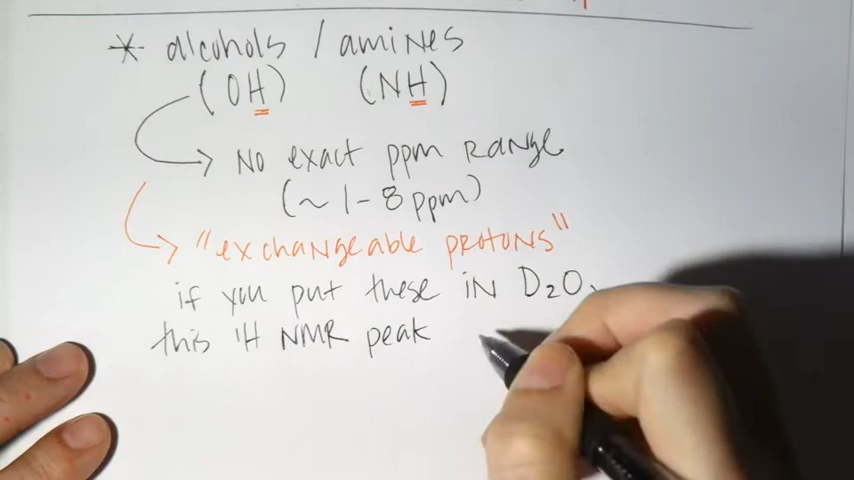 * alcohols / amines
(OH) (NH)
No exact ppm range
(~ 1-8 ppm)
"exchangeable protons"
if you put these in D₂O,
this ¹H NMR peak